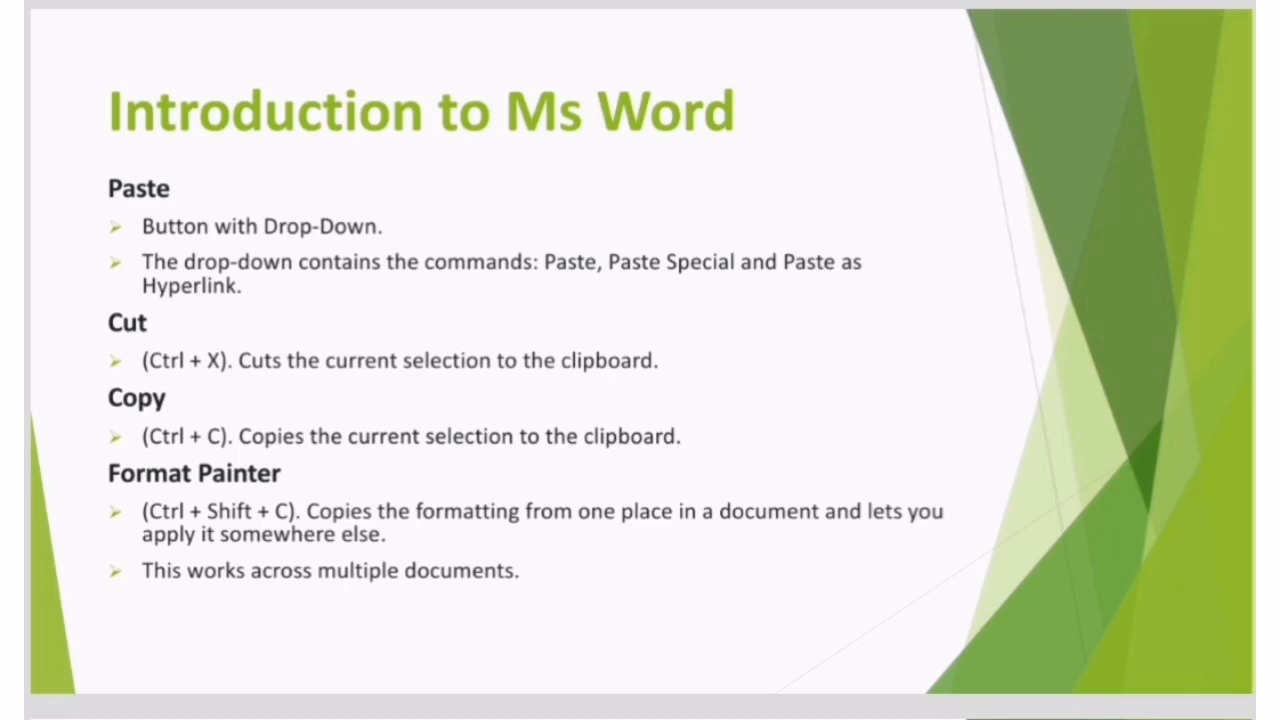 Introduction to Ms Word
Paste
Button with Drop-Down.
The drop-down contains the commands: Paste, Paste Special and Paste as
Hyperlink.
Cut
(Ctrl + X). Cuts the current selection to the clipboard.
Copy
(Ctrl + C). Copies the current selection to the clipboard.
Format Painter
(Ctrl + Shift + C). Copies the formatting from one place in a document and lets you
apply it somewhere else.
This works across multiple documents.